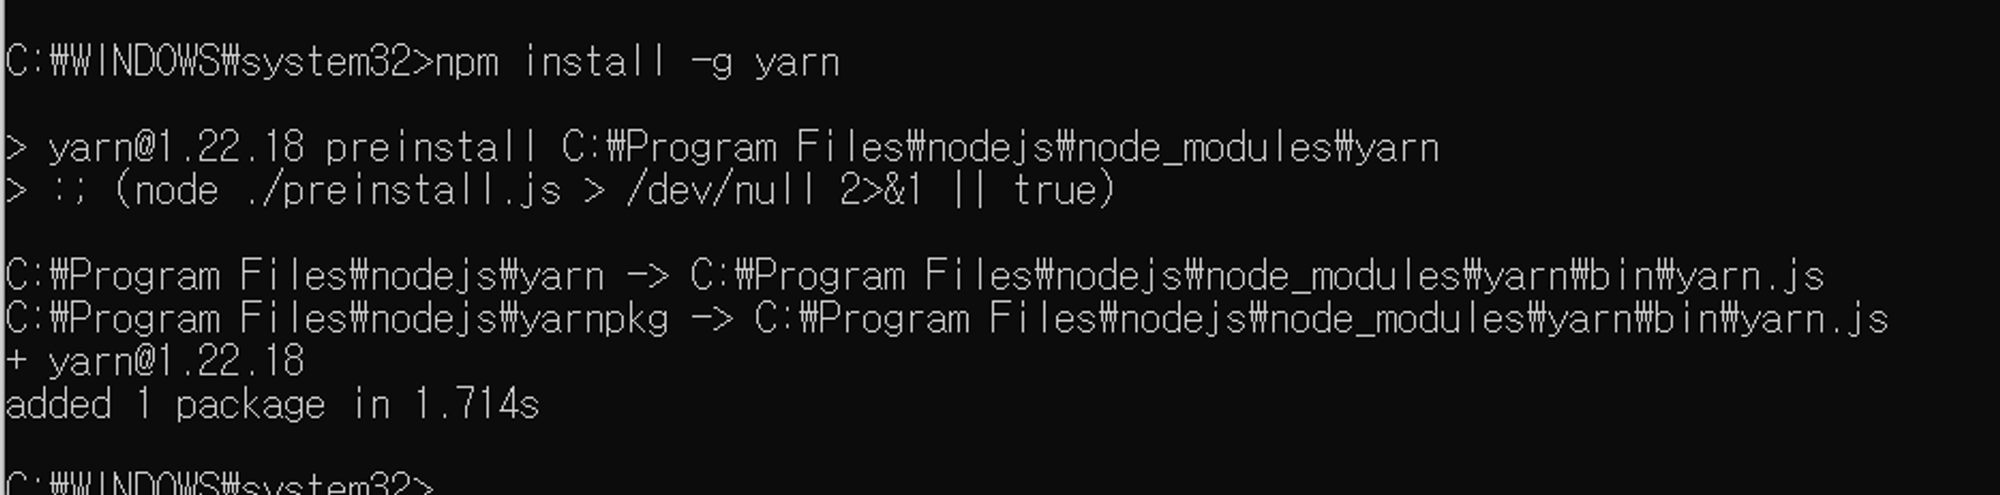 C:₩WINDOWS₩system32>npm install -g yarn
> yarn@1.22.18 preinstall C:₩Program Files₩nodejs₩node_modules₩yarn
> :; (node ./preinstall.js > /dev/null 2>&1 || true)
C:₩Program Files₩nodejs₩yarn -> C:₩Program Files₩nodejs₩node_modules₩yarn₩bin₩yarn.js
C:₩Program Files₩nodejs₩yarnpkg -> C:₩Program Files₩nodejs₩node_modules₩yarn₩bin₩yarn.js
+ yarn@1.22.18
added 1 package in 1.714s
C:₩WINDOWS₩system32>